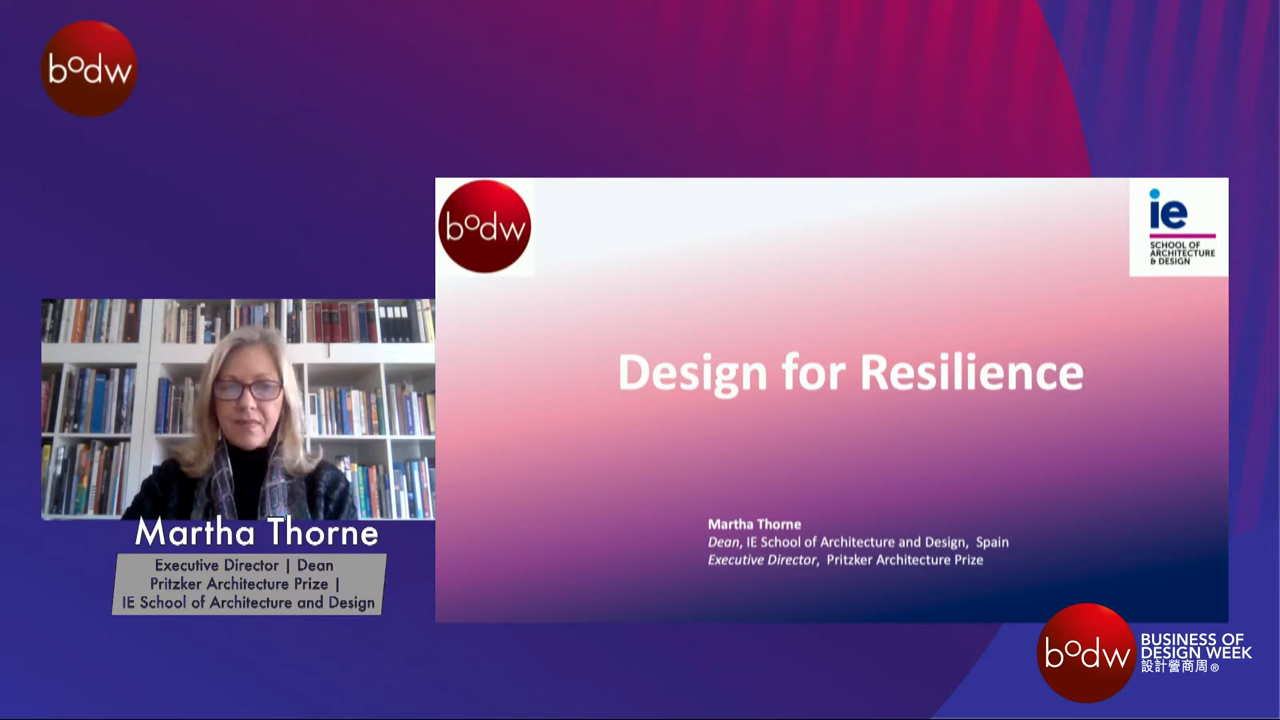 bodw
bodw
ie
SCHOOL OF
ARCHITECTURE
& DESIGN
Design for Resilience
Martha Thorne
Dean, IE School of Architecture and Design, Spain
Executive Director, Pritzker Architecture Prize
Martha Thorne
Executive Director | Dean
Pritzker Architecture Prize |
IE School of Architecture and Design
bodw
BUSINESS OF
DESIGN WEEK
設計營商周®